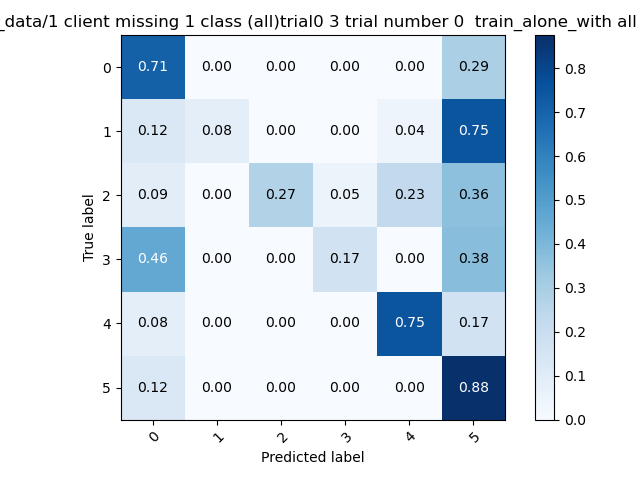 _data/1 client missing 1 class (all)trial0 3 trial number 0  train_alone_with all
0 0.71 0.00 0.00 0.00 0.00 0.29
1 0.12 0.08 0.00 0.00 0.04 0.75
2 0.09 0.00 0.27 0.05 0.23 0.36
3 0.46 0.00 0.00 0.17 0.00 0.38
4 0.08 0.00 0.00 0.00 0.75 0.17
5 0.12 0.00 0.00 0.00 0.00 0.88
True label
0 1 2 3 4 5
Predicted label
0.8
0.7
0.6
0.5
0.4
0.3
0.2
0.1
0.0